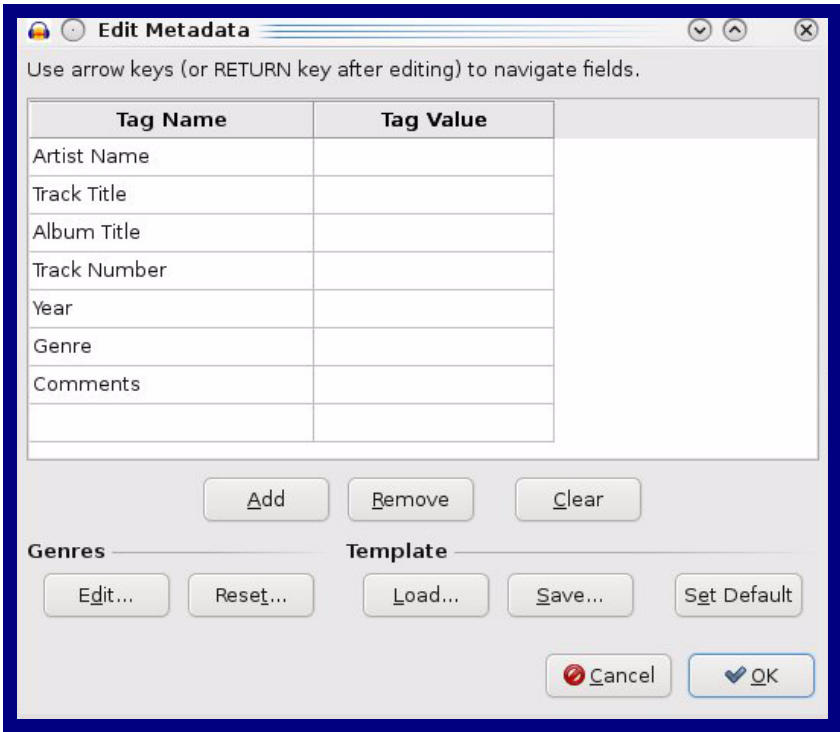 Edit Metadata
Use arrow keys (or RETURN key after editing) to navigate fields.
Tag Name Tag Value
Artist Name
Track Title
Album Title
Track Number
Year
Genre
Comments
Add Remove Clear
Genres Template
Edit... Reset... Load... Save... Set Default
Cancel OK